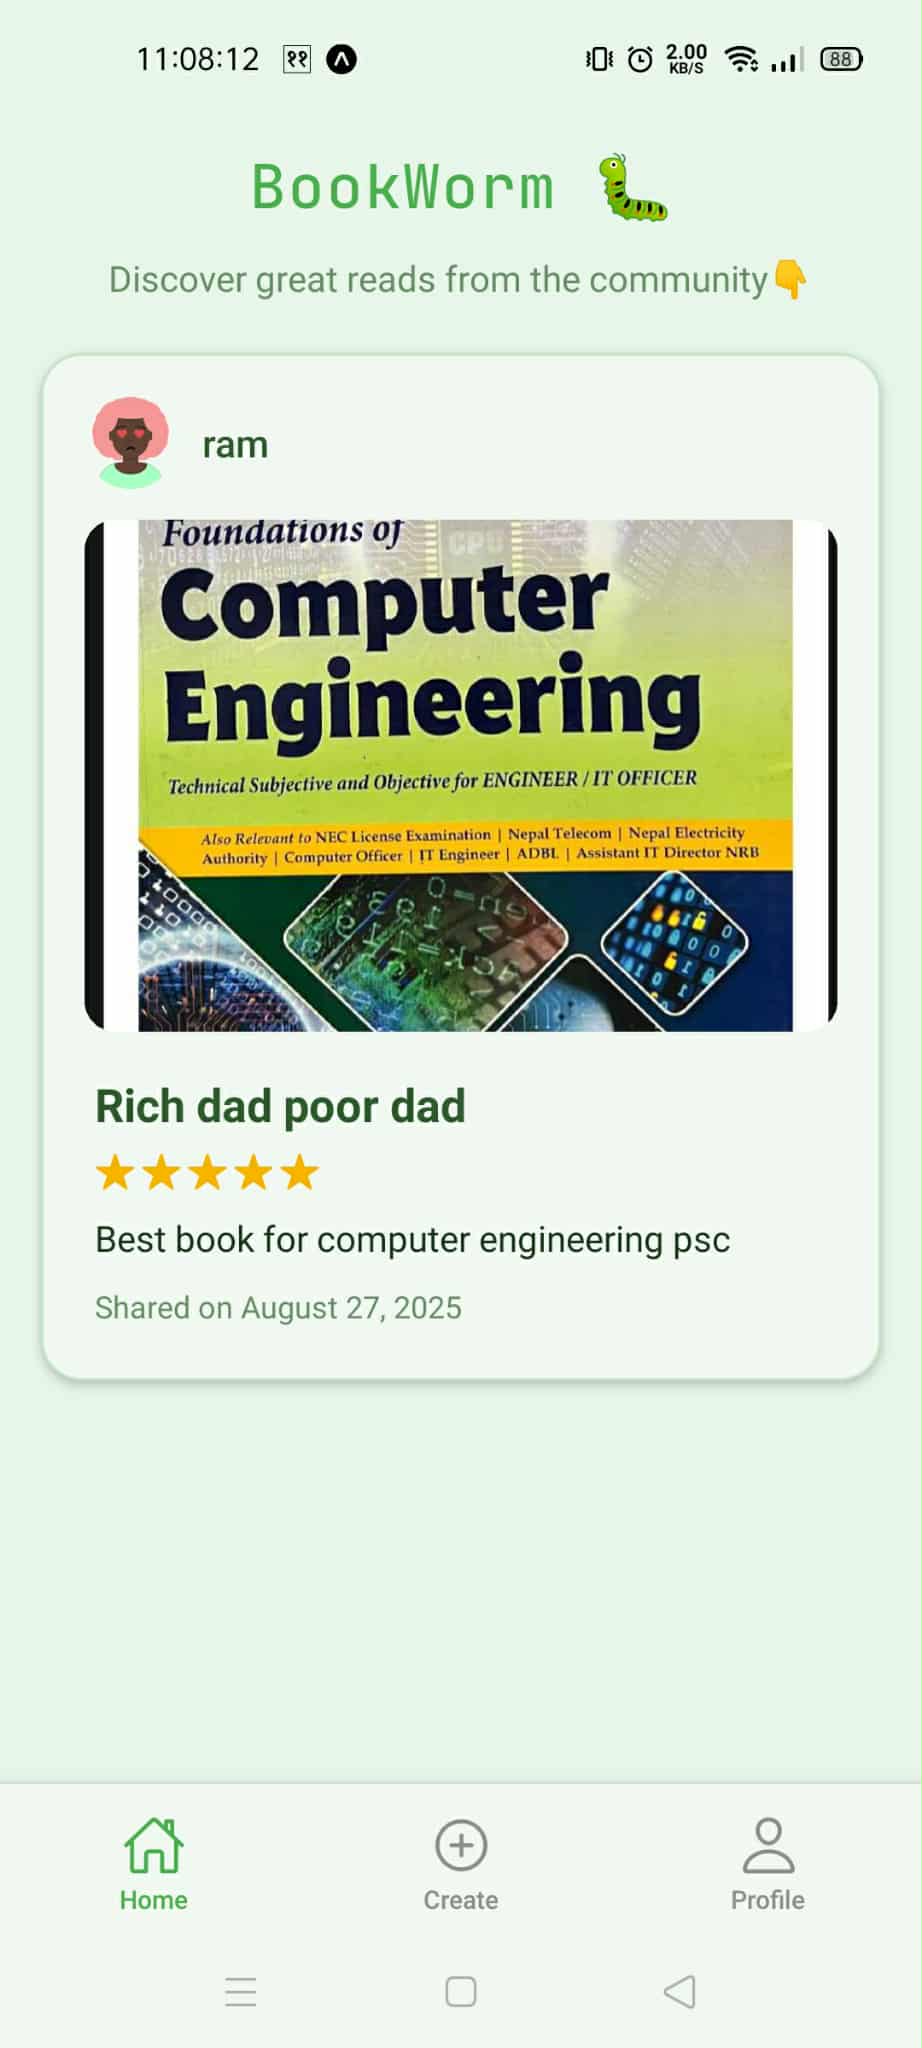 11:08:12 ११ 2.00 KB/S 88
BookWorm 🐛
Discover great reads from the community👇
ram
Foundations of
CPU
Computer
Engineering
Technical Subjective and Objective for ENGINEER / IT OFFICER
Also Relevant to NEC License Examination | Nepal Telecom | Nepal Electricity
Authority | Computer Officer | IT Engineer | ADBL | Assistant IT Director NRB
Rich dad poor dad
★★★★★
Best book for computer engineering psc
Shared on August 27, 2025
Home Create Profile